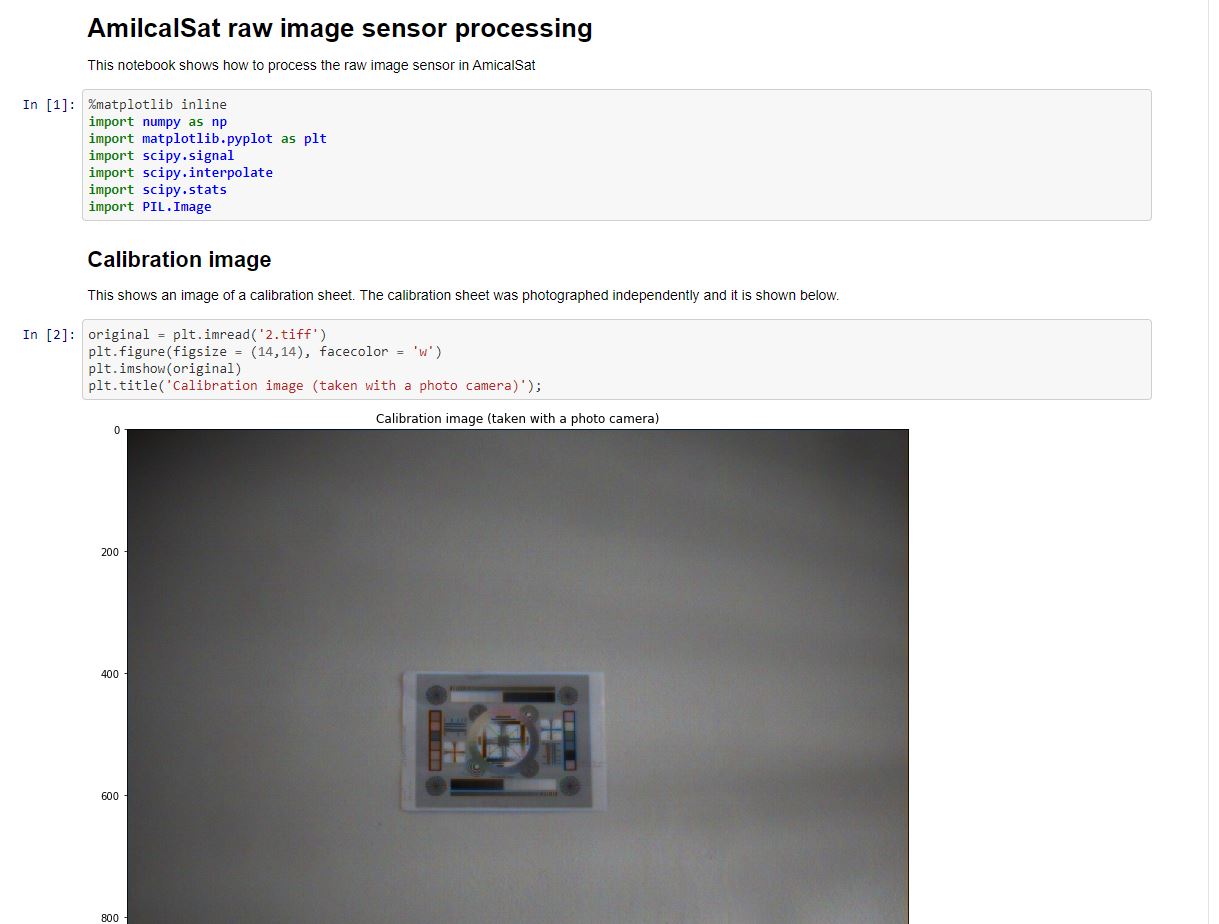 AmilcalSat raw image sensor processing
This notebook shows how to process the raw image sensor in AmicalSat
In [1]:
%matplotlib inline
import numpy as np
import matplotlib.pyplot as plt
import scipy.signal
import scipy.interpolate
import scipy.stats
import PIL.Image
Calibration image
This shows an image of a calibration sheet. The calibration sheet was photographed independently and it is shown below.
In [2]:
original = plt.imread('2.tiff')
plt.figure(figsize = (14,14), facecolor = 'w')
plt.imshow(original)
plt.title('Calibration image (taken with a photo camera)');
Calibration image (taken with a photo camera)
0
200
400
600
800